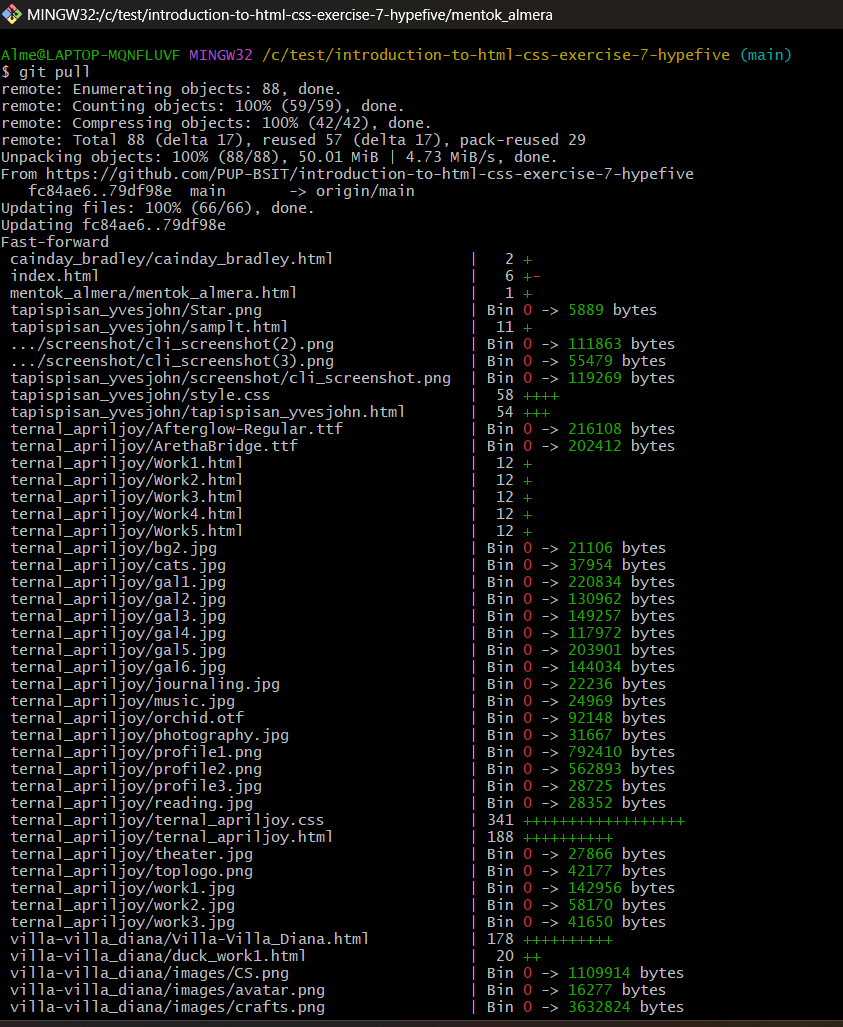 MINGW32:/c/test/introduction-to-html-css-exercise-7-hypefive/mentok_almera
Alme@LAPTOP-MQNFLUVF MINGW32 /c/test/introduction-to-html-css-exercise-7-hypefive (main)
$ git pull
remote: Enumerating objects: 88, done.
remote: Counting objects: 100% (59/59), done.
remote: Compressing objects: 100% (42/42), done.
remote: Total 88 (delta 17), reused 57 (delta 17), pack-reused 29
Unpacking objects: 100% (88/88), 50.01 MiB | 4.73 MiB/s, done.
From https://github.com/PUP-BSIT/introduction-to-html-css-exercise-7-hypefive
   fc84ae6..79df98e  main       -> origin/main
Updating files: 100% (66/66), done.
Updating fc84ae6..79df98e
Fast-forward
 cainday_bradley/cainday_bradley.html | 2 +
 index.html | 6 +-
 mentok_almera/mentok_almera.html | 1 +
 tapispisan_yvesjohn/Star.png | Bin 0 -> 5889 bytes
 tapispisan_yvesjohn/samplt.html | 11 +
 .../screenshot/cli_screenshot(2).png | Bin 0 -> 111863 bytes
 .../screenshot/cli_screenshot(3).png | Bin 0 -> 55479 bytes
 tapispisan_yvesjohn/screenshot/cli_screenshot.png | Bin 0 -> 119269 bytes
 tapispisan_yvesjohn/style.css | 58 ++++
 tapispisan_yvesjohn/tapispisan_yvesjohn.html | 54 +++
 ternal_apriljoy/Afterglow-Regular.ttf | Bin 0 -> 216108 bytes
 ternal_apriljoy/ArethaBridge.ttf | Bin 0 -> 202412 bytes
 ternal_apriljoy/Work1.html | 12 +
 ternal_apriljoy/Work2.html | 12 +
 ternal_apriljoy/Work3.html | 12 +
 ternal_apriljoy/Work4.html | 12 +
 ternal_apriljoy/Work5.html | 12 +
 ternal_apriljoy/bg2.jpg | Bin 0 -> 21106 bytes
 ternal_apriljoy/cats.jpg | Bin 0 -> 37954 bytes
 ternal_apriljoy/gal1.jpg | Bin 0 -> 220834 bytes
 ternal_apriljoy/gal2.jpg | Bin 0 -> 130962 bytes
 ternal_apriljoy/gal3.jpg | Bin 0 -> 149257 bytes
 ternal_apriljoy/gal4.jpg | Bin 0 -> 117972 bytes
 ternal_apriljoy/gal5.jpg | Bin 0 -> 203901 bytes
 ternal_apriljoy/gal6.jpg | Bin 0 -> 144034 bytes
 ternal_apriljoy/journaling.jpg | Bin 0 -> 22236 bytes
 ternal_apriljoy/music.jpg | Bin 0 -> 24969 bytes
 ternal_apriljoy/orchid.otf | Bin 0 -> 92148 bytes
 ternal_apriljoy/photography.jpg | Bin 0 -> 31667 bytes
 ternal_apriljoy/profile1.png | Bin 0 -> 792410 bytes
 ternal_apriljoy/profile2.png | Bin 0 -> 562893 bytes
 ternal_apriljoy/profile3.jpg | Bin 0 -> 28725 bytes
 ternal_apriljoy/reading.jpg | Bin 0 -> 28352 bytes
 ternal_apriljoy/ternal_apriljoy.css | 341 ++++++++++++++++++
 ternal_apriljoy/ternal_apriljoy.html | 188 ++++++++++
 ternal_apriljoy/theater.jpg | Bin 0 -> 27866 bytes
 ternal_apriljoy/toplogo.png | Bin 0 -> 42177 bytes
 ternal_apriljoy/work1.jpg | Bin 0 -> 142956 bytes
 ternal_apriljoy/work2.jpg | Bin 0 -> 58170 bytes
 ternal_apriljoy/work3.jpg | Bin 0 -> 41650 bytes
 villa-villa_diana/Villa-Villa_Diana.html | 178 ++++++++++
 villa-villa_diana/duck_work1.html | 20 ++
 villa-villa_diana/images/CS.png | Bin 0 -> 1109914 bytes
 villa-villa_diana/images/avatar.png | Bin 0 -> 16277 bytes
 villa-villa_diana/images/crafts.png | Bin 0 -> 3632824 bytes